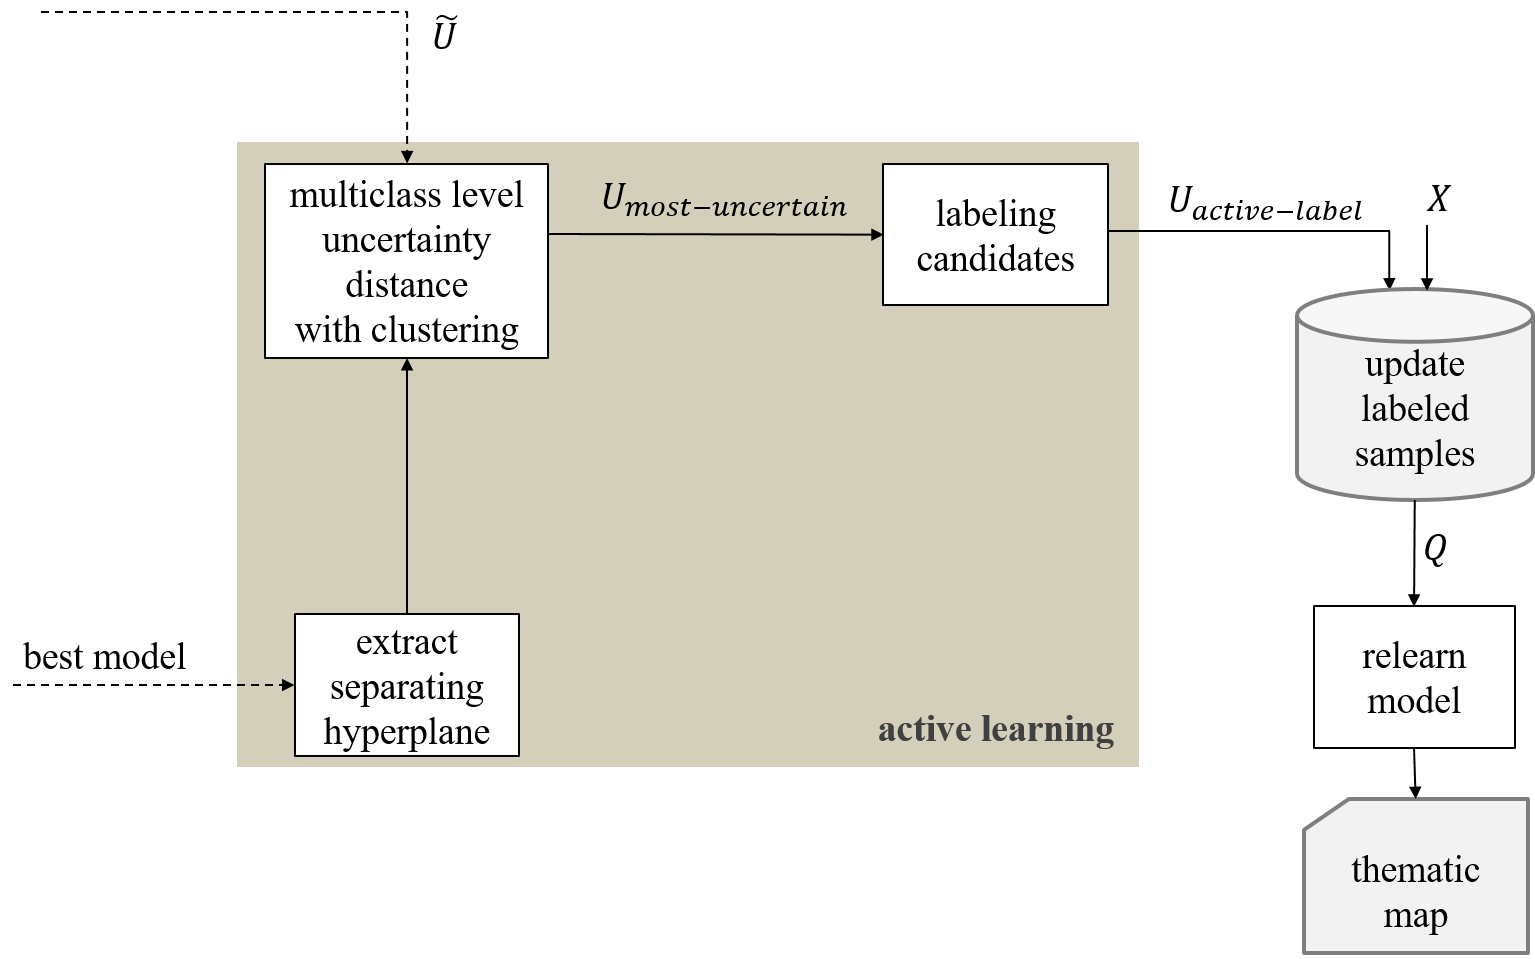 Ũ
multiclass level
uncertainty
distance
with clustering
U_{most−uncertain}
labeling
candidates
U_{active−label}
X
update
labeled
samples
Q
best model
extract
separating
hyperplane
relearn
model
active learning
thematic
map